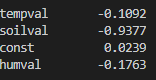 tempval -0.1092
soilval -0.9377
const 0.0239
humval -0.1763